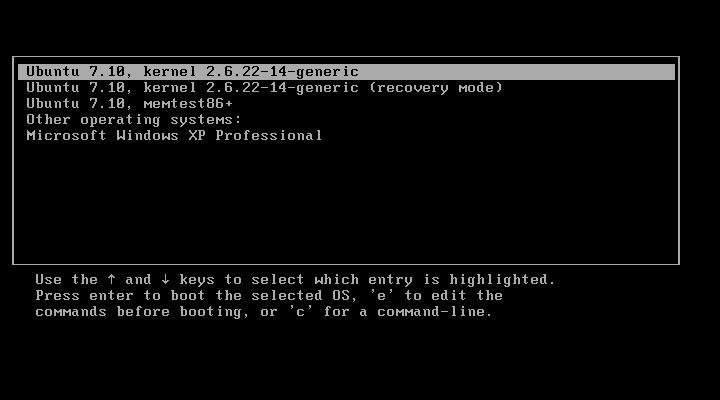 Ubuntu 7.10, kernel 2.6.22-14-generic
Ubuntu 7.10, kernel 2.6.22-14-generic (recovery mode)
Ubuntu 7.10, memtest86+
Other operating systems:
Microsoft Windows XP Professional
Use the ↑ and ↓ keys to select which entry is highlighted.
Press enter to boot the selected OS, 'e' to edit the
commands before booting, or 'c' for a command-line.